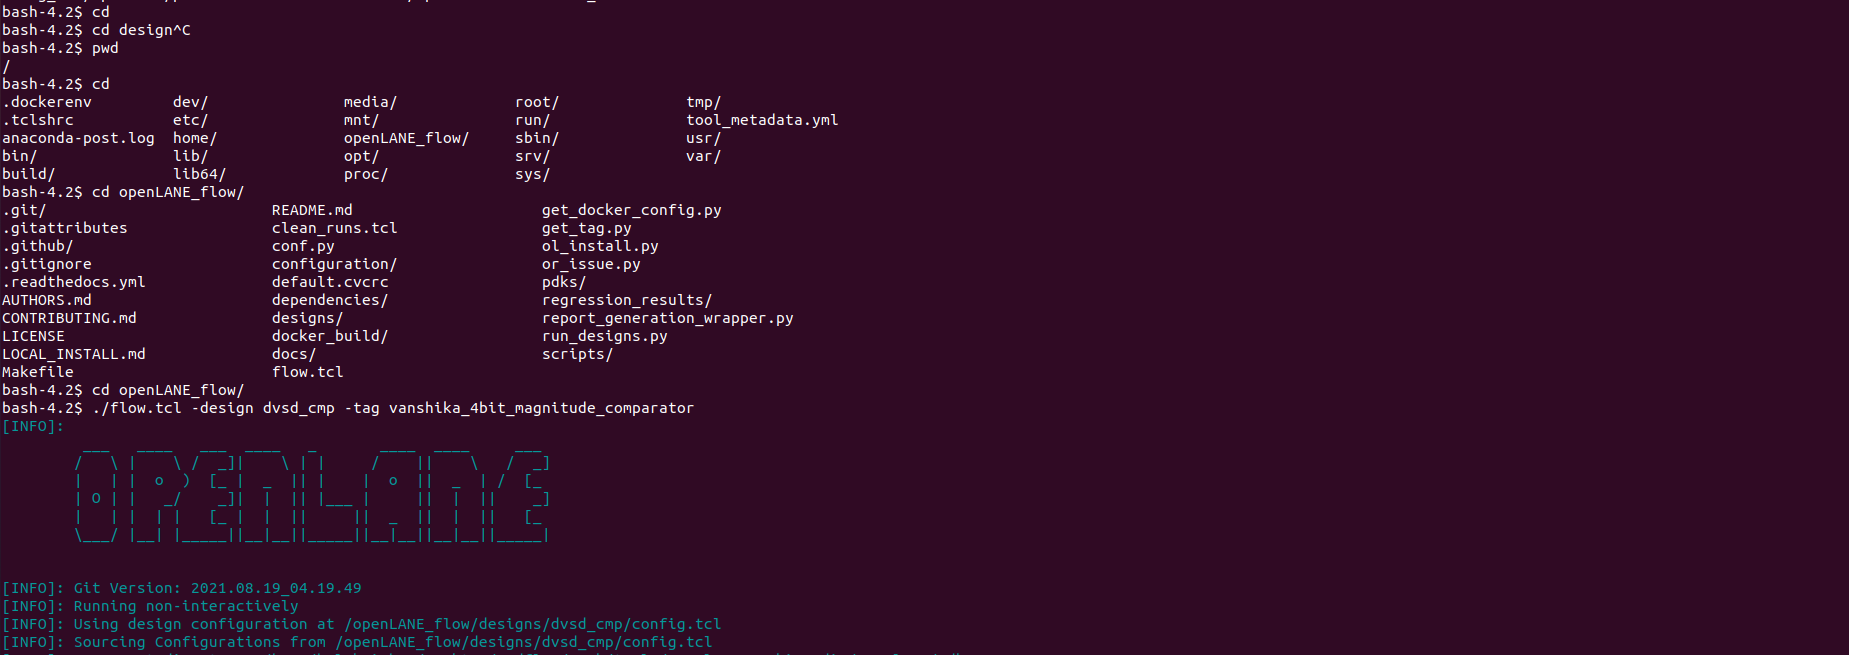 bash-4.2$ cd
bash-4.2$ cd design^C
bash-4.2$ pwd
/
bash-4.2$ cd
.dockerenv         dev/               media/             root/              tmp/
.tclshrc           etc/               mnt/               run/               tool_metadata.yml
anaconda-post.log  home/              openLANE_flow/     sbin/              usr/
bin/               lib/               opt/               srv/               var/
build/             lib64/             proc/              sys/
bash-4.2$ cd openLANE_flow/
.git/                         README.md                     get_docker_config.py
.gitattributes                clean_runs.tcl                get_tag.py
.github/                      conf.py                       ol_install.py
.gitignore                    configuration/                or_issue.py
.readthedocs.yml              default.cvcrc                 pdks/
AUTHORS.md                    dependencies/                 regression_results/
CONTRIBUTING.md               designs/                      report_generation_wrapper.py
LICENSE                       docker_build/                 run_designs.py
LOCAL_INSTALL.md              docs/                         scripts/
Makefile                      flow.tcl
bash-4.2$ cd openLANE_flow/
bash-4.2$ ./flow.tcl -design dvsd_cmp -tag vanshika_4bit_magnitude_comparator
[INFO]:
OPENLANE
[INFO]: Git Version: 2021.08.19_04.19.49
[INFO]: Running non-interactively
[INFO]: Using design configuration at /openLANE_flow/designs/dvsd_cmp/config.tcl
[INFO]: Sourcing Configurations from /openLANE_flow/designs/dvsd_cmp/config.tcl